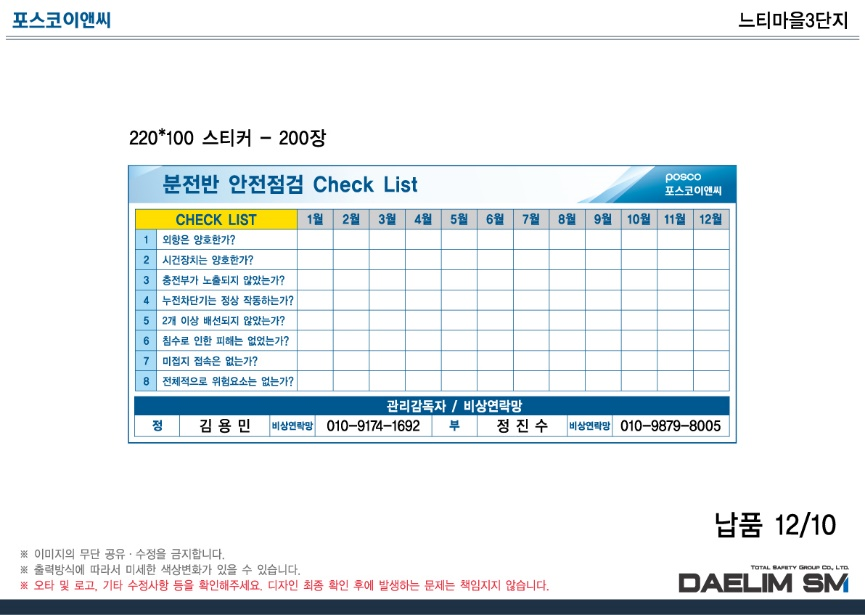 포스코이앤씨
느티마을3단지
220*100 스티커 - 200장
분전반 안전점검 Check List
posco
포스코이앤씨
CHECK LIST 1월 2월 3월 4월 5월 6월 7월 8월 9월 10월 11월 12월
1 외향은 양호한가?
2 시건장치는 양호한가?
3 충전부가 노출되지 않았는가?
4 누전차단기는 정상 작동하는가?
5 2개 이상 배선되지 않았는가?
6 침수로 인한 피해는 없었는가?
7 미접지 접속은 없는가?
8 전체적으로 위험요소는 없는가?
관리감독자 / 비상연락망
정 김 용 민 비상연락망 010-9174-1692 부 정 진 수 비상연락망 010-9879-8005
납품 12/10
※ 이미지의 무단 공유·수정을 금지합니다.
※ 출력방식에 따라서 미세한 색상변화가 있을 수 있습니다.
※ 오타 및 로고, 기타 수정사항 등을 확인해주세요. 디자인 최종 확인 후에 발생하는 문제는 책임지지 않습니다.
TOTAL SAFETY GROUP CO., LTD.
DAELIM SM